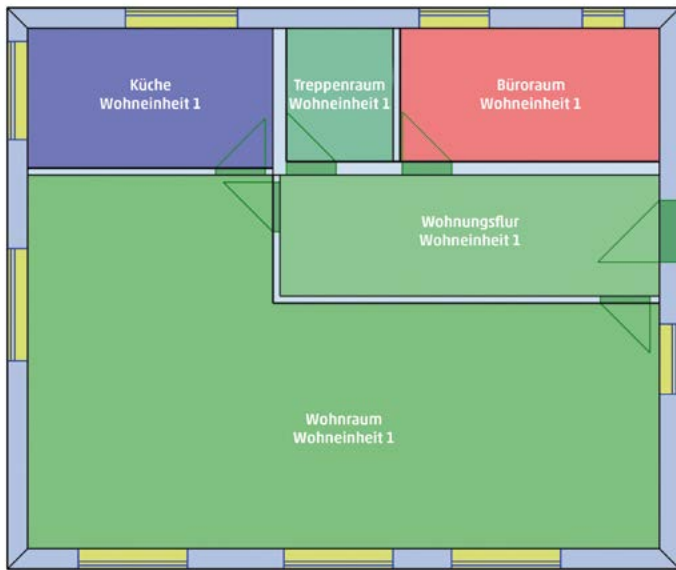 Küche
Wohneinheit 1
Treppenraum
Wohneinheit 1
Büroraum
Wohneinheit 1
Wohnungsflur
Wohneinheit 1
Wohnraum
Wohneinheit 1